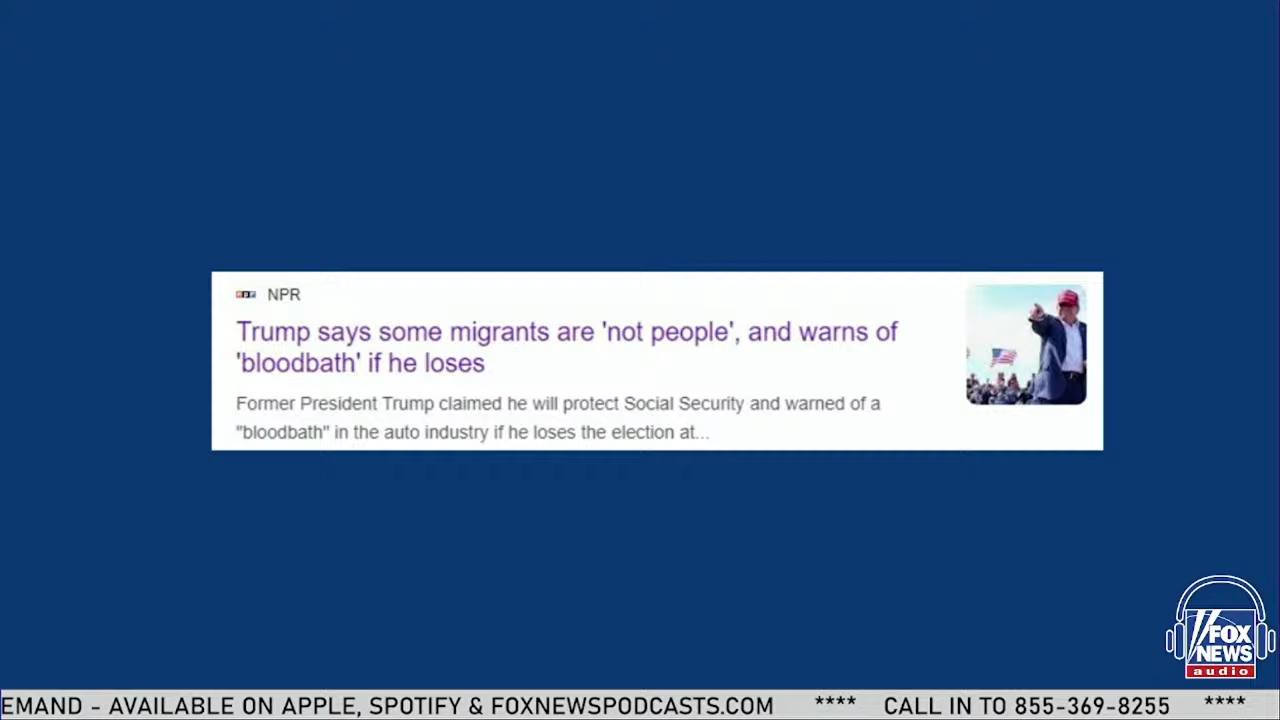 npr NPR
Trump says some migrants are 'not people', and warns of
'bloodbath' if he loses
Former President Trump claimed he will protect Social Security and warned of a
"bloodbath" in the auto industry if he loses the election at...
FOX
NEWS
audio
EMAND - AVAILABLE ON APPLE, SPOTIFY & FOXNEWSPODCASTS.COM **** CALL IN TO 855-369-8255 ****